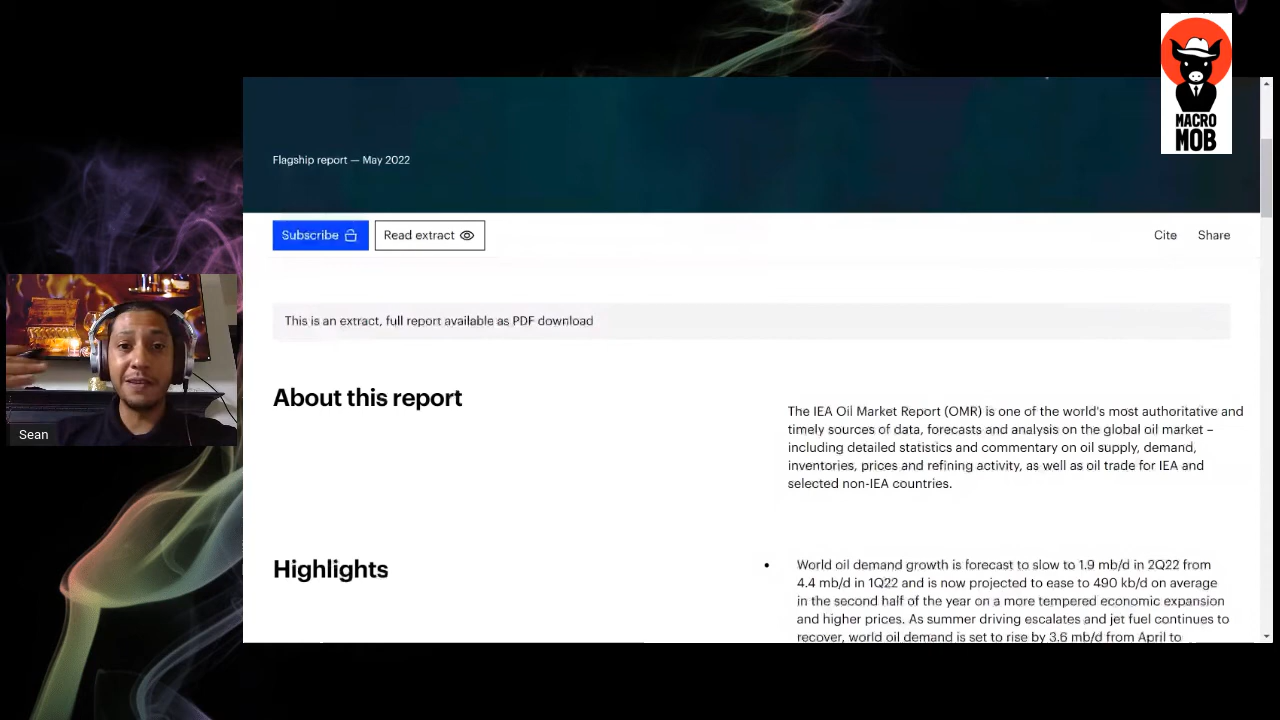 MACRO
MOB
Flagship report — May 2022
Subscribe
Read extract
Cite
Share
This is an extract, full report available as PDF download
About this report
The IEA Oil Market Report (OMR) is one of the world's most authoritative and
timely sources of data, forecasts and analysis on the global oil market –
including detailed statistics and commentary on oil supply, demand,
inventories, prices and refining activity, as well as oil trade for IEA and
selected non-IEA countries.
Sean
Highlights
• World oil demand growth is forecast to slow to 1.9 mb/d in 2Q22 from
4.4 mb/d in 1Q22 and is now projected to ease to 490 kb/d on average
in the second half of the year on a more tempered economic expansion
and higher prices. As summer driving escalates and jet fuel continues to
recover, world oil demand is set to rise by 3.6 mb/d from April to